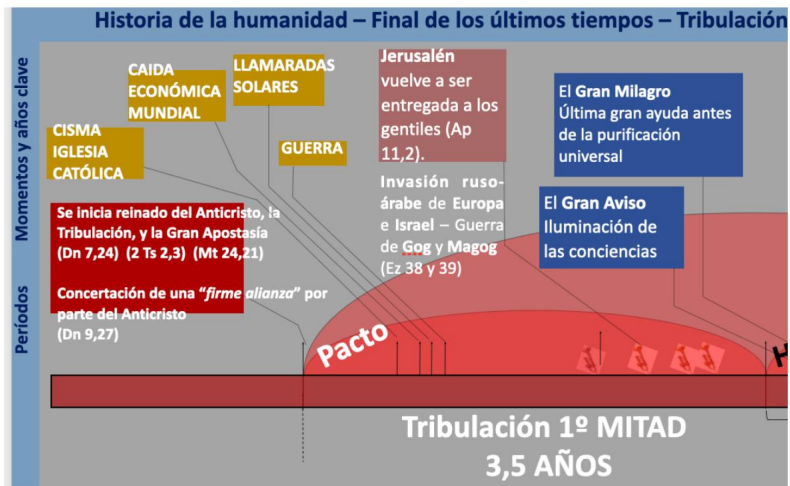 Historia de la humanidad – Final de los últimos tiempos – Tribulación
Momentos y años clave
Períodos
CISMA
IGLESIA
CATÓLICA
CAIDA
ECONÓMICA
MUNDIAL
LLAMARADAS
SOLARES
GUERRA
Jerusalén
vuelve a ser
entregada a los
gentiles (Ap
11,2).
Invasión ruso-
árabe de Europa
e Israel – Guerra
de Gog y Magog
(Ez 38 y 39)
El Gran Milagro
Última gran ayuda antes
de la purificación
universal
El Gran Aviso
Iluminación de
las conciencias
Se inicia reinado del Anticristo, la
Tribulación, y la Gran Apostasía
(Dn 7,24) (2 Ts 2,3) (Mt 24,21)
Concertación de una “firme alianza” por
parte del Anticristo
(Dn 9,27)
Pacto
H
Tribulación 1º MITAD
3,5 AÑOS